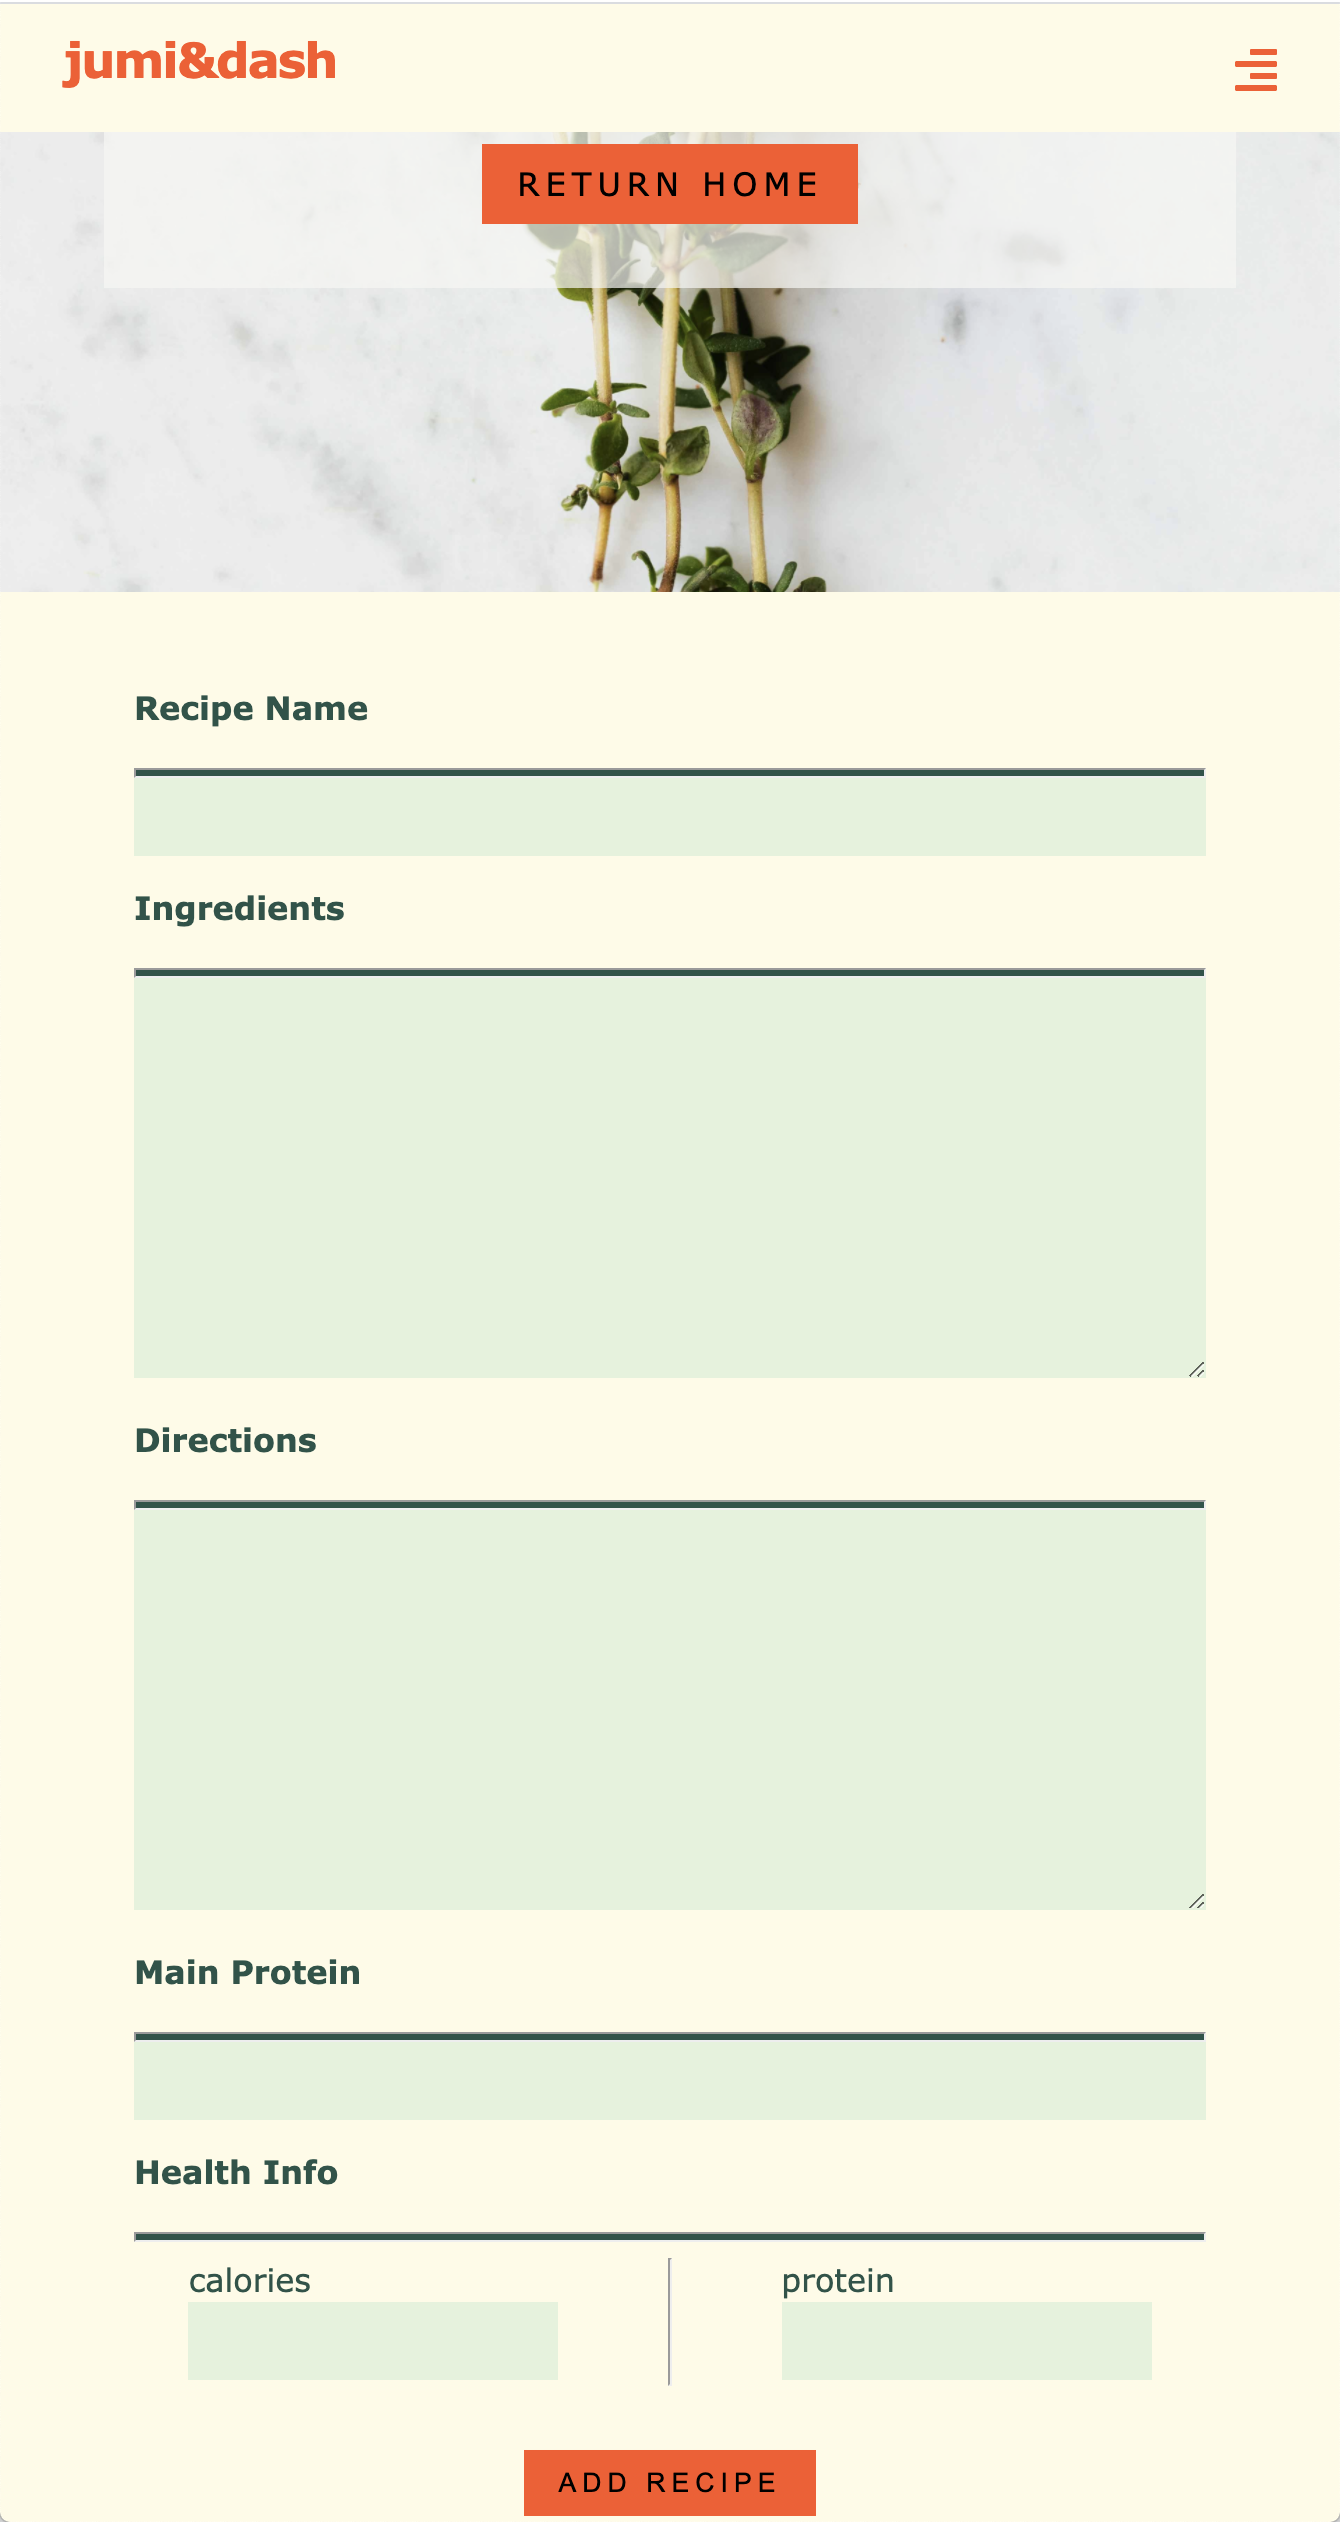 jumi&dash
RETURN HOME
Recipe Name
Ingredients
Directions
Main Protein
Health Info
calories
protein
ADD RECIPE